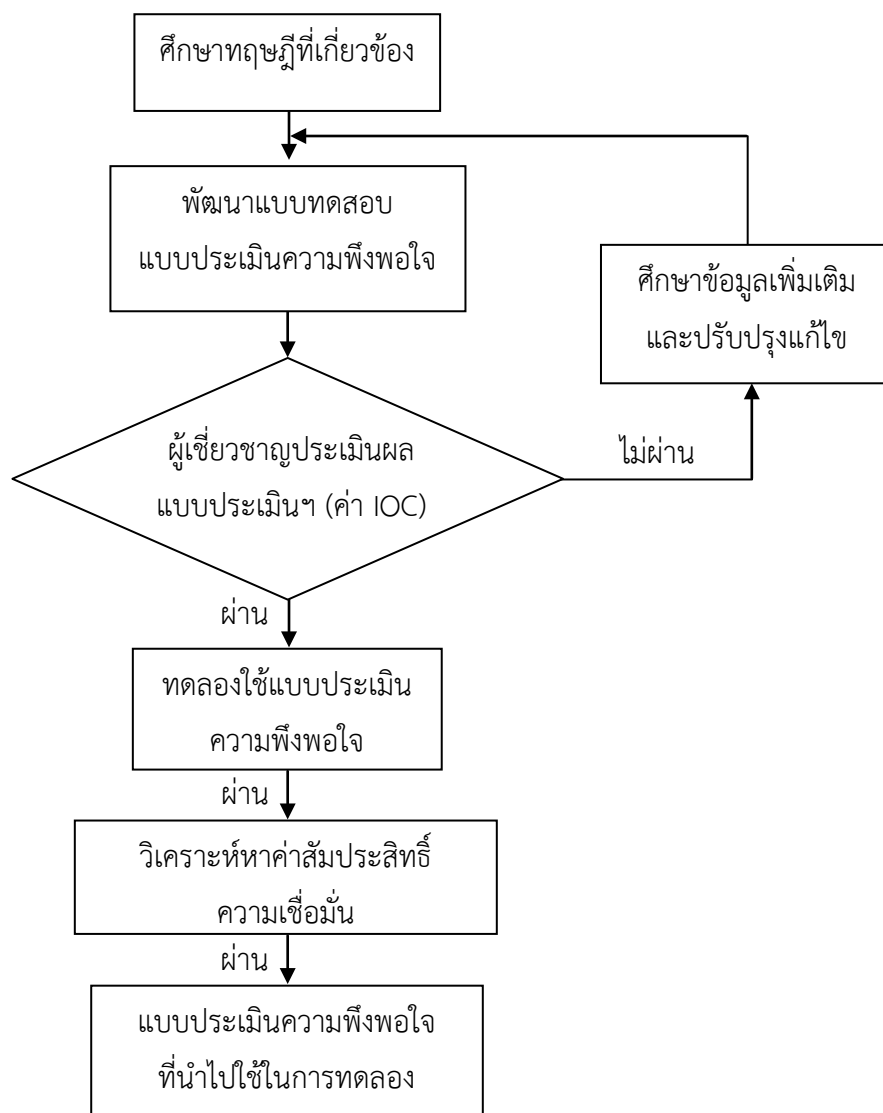 ศึกษาทฤษฎีที่เกี่ยวข้อง
พัฒนาแบบทดสอบ
แบบประเมินความพึงพอใจ
ศึกษาข้อมูลเพิ่มเติม
และปรับปรุงแก้ไข
ผู้เชี่ยวชาญประเมินผล
แบบประเมินฯ (ค่า IOC)
ไม่ผ่าน
ผ่าน
ทดลองใช้แบบประเมิน
ความพึงพอใจ
ผ่าน
วิเคราะห์หาค่าสัมประสิทธิ์
ความเชื่อมั่น
ผ่าน
แบบประเมินความพึงพอใจ
ที่นำไปใช้ในการทดลอง